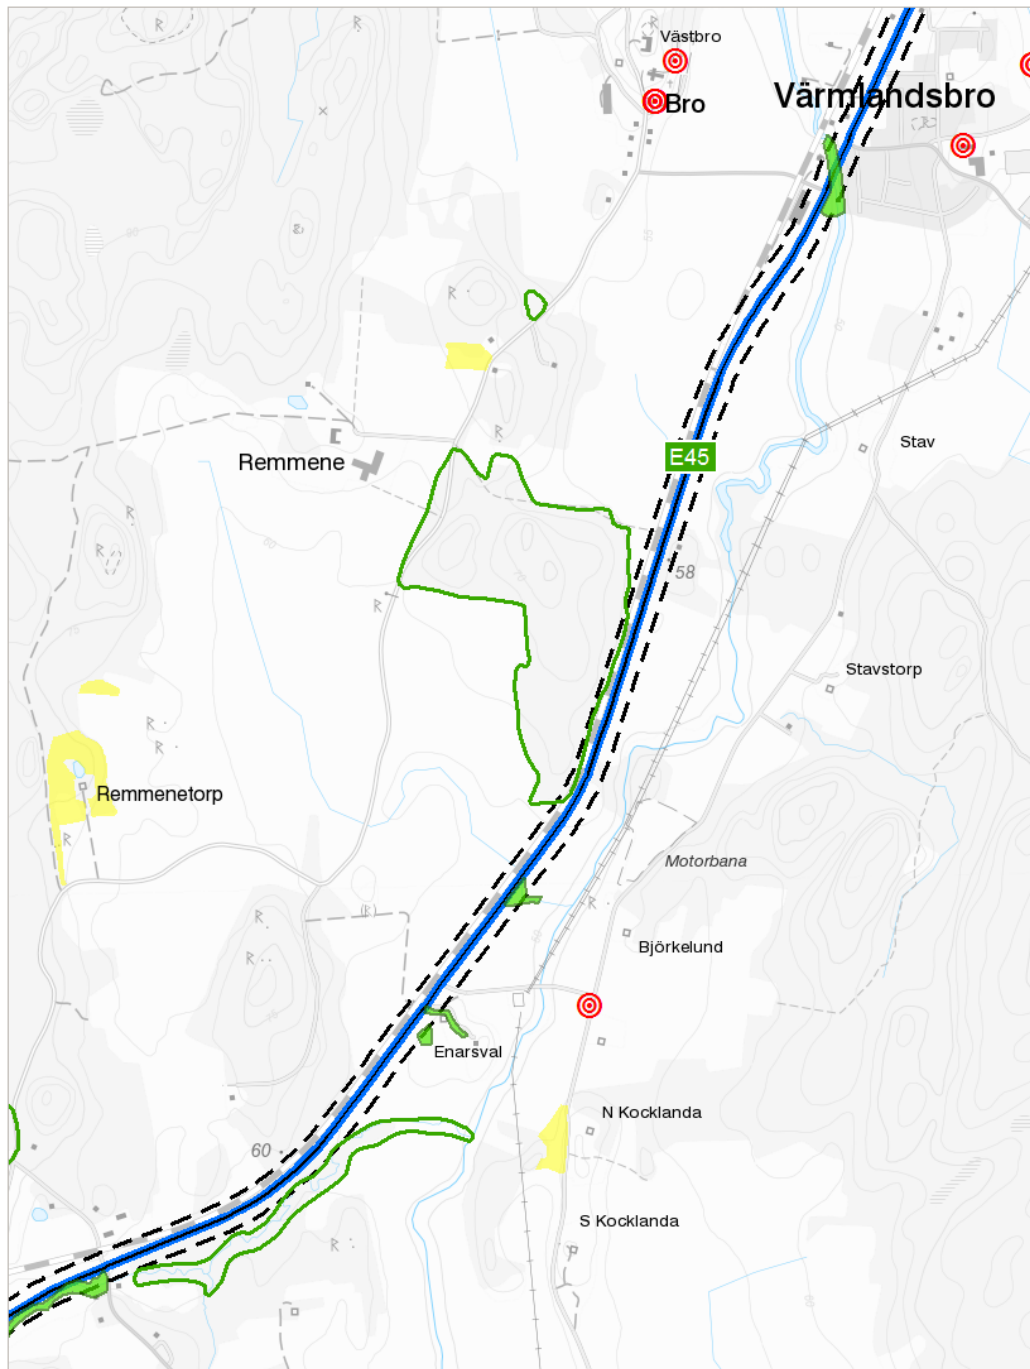 Västbro
Bro
Värmlandsbro
E45
Stav
Remmene
58
Stavstorp
Remmenetorp
Motorbana
Björkelund
Enarsval
N Kocklanda
60
S Kocklanda